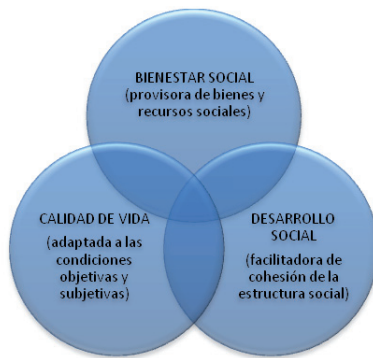 BIENESTAR SOCIAL
(provisora de bienes y
recursos sociales)
CALIDAD DE VIDA
(adaptada a las
condiciones
objetivas y
subjetivas)
DESARROLLO
SOCIAL
(facilitadora de
cohesión de la
estructura social)